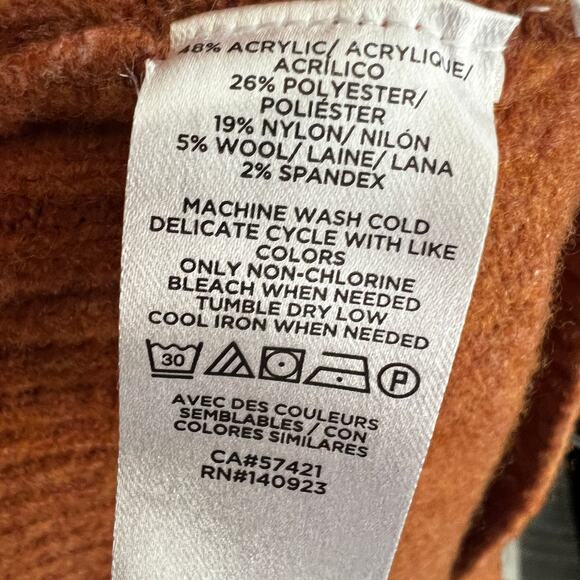 48% ACRYLIC/ ACRYLIQUE/
ACRÍLICO
26% POLYESTER/
POLIÉSTER
19% NYLON/ NILÓN
5% WOOL/ LAINE/ LANA
2% SPANDEX
MACHINE WASH COLD
DELICATE CYCLE WITH LIKE
COLORS
ONLY NON-CHLORINE
BLEACH WHEN NEEDED
TUMBLE DRY LOW
COOL IRON WHEN NEEDED
30 P
AVEC DES COULEURS
SEMBLABLES / CON
COLORES SIMILARES
CA#57421
RN#140923